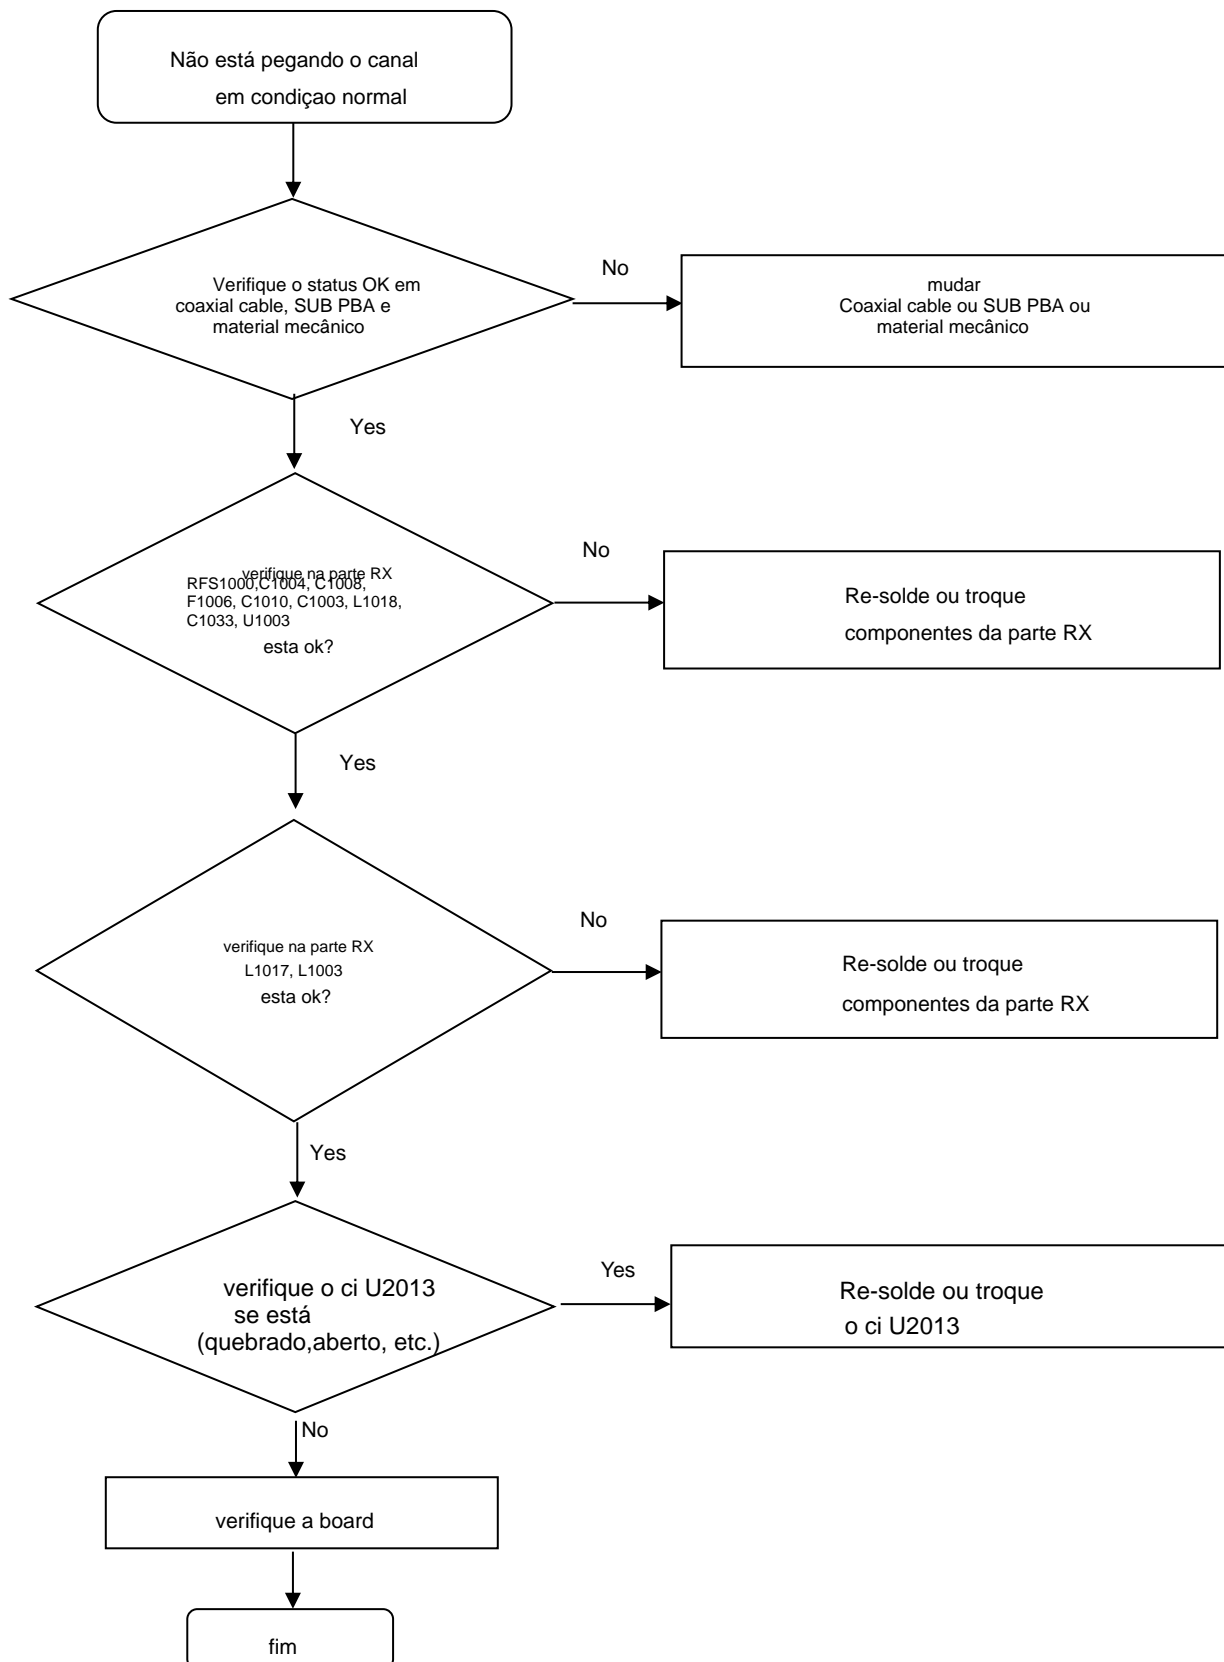 Não está pegando o canal
em condiçao normal
Verifique o status OK em
coaxial cable, SUB PBA e
material mecânico
No
mudar
Coaxial cable ou SUB PBA ou
material mecânico
Yes
verifique na parte RX
RFS1000,C1004, C1008,
F1006, C1010, C1003, L1018,
C1033, U1003
esta ok?
No
Re-solde ou troque
componentes da parte RX
Yes
verifique na parte RX
L1017, L1003
esta ok?
No
Re-solde ou troque
componentes da parte RX
Yes
verifique o ci U2013
se está
(quebrado,aberto, etc.)
Yes
Re-solde ou troque
o ci U2013
No
verifique a board
fim